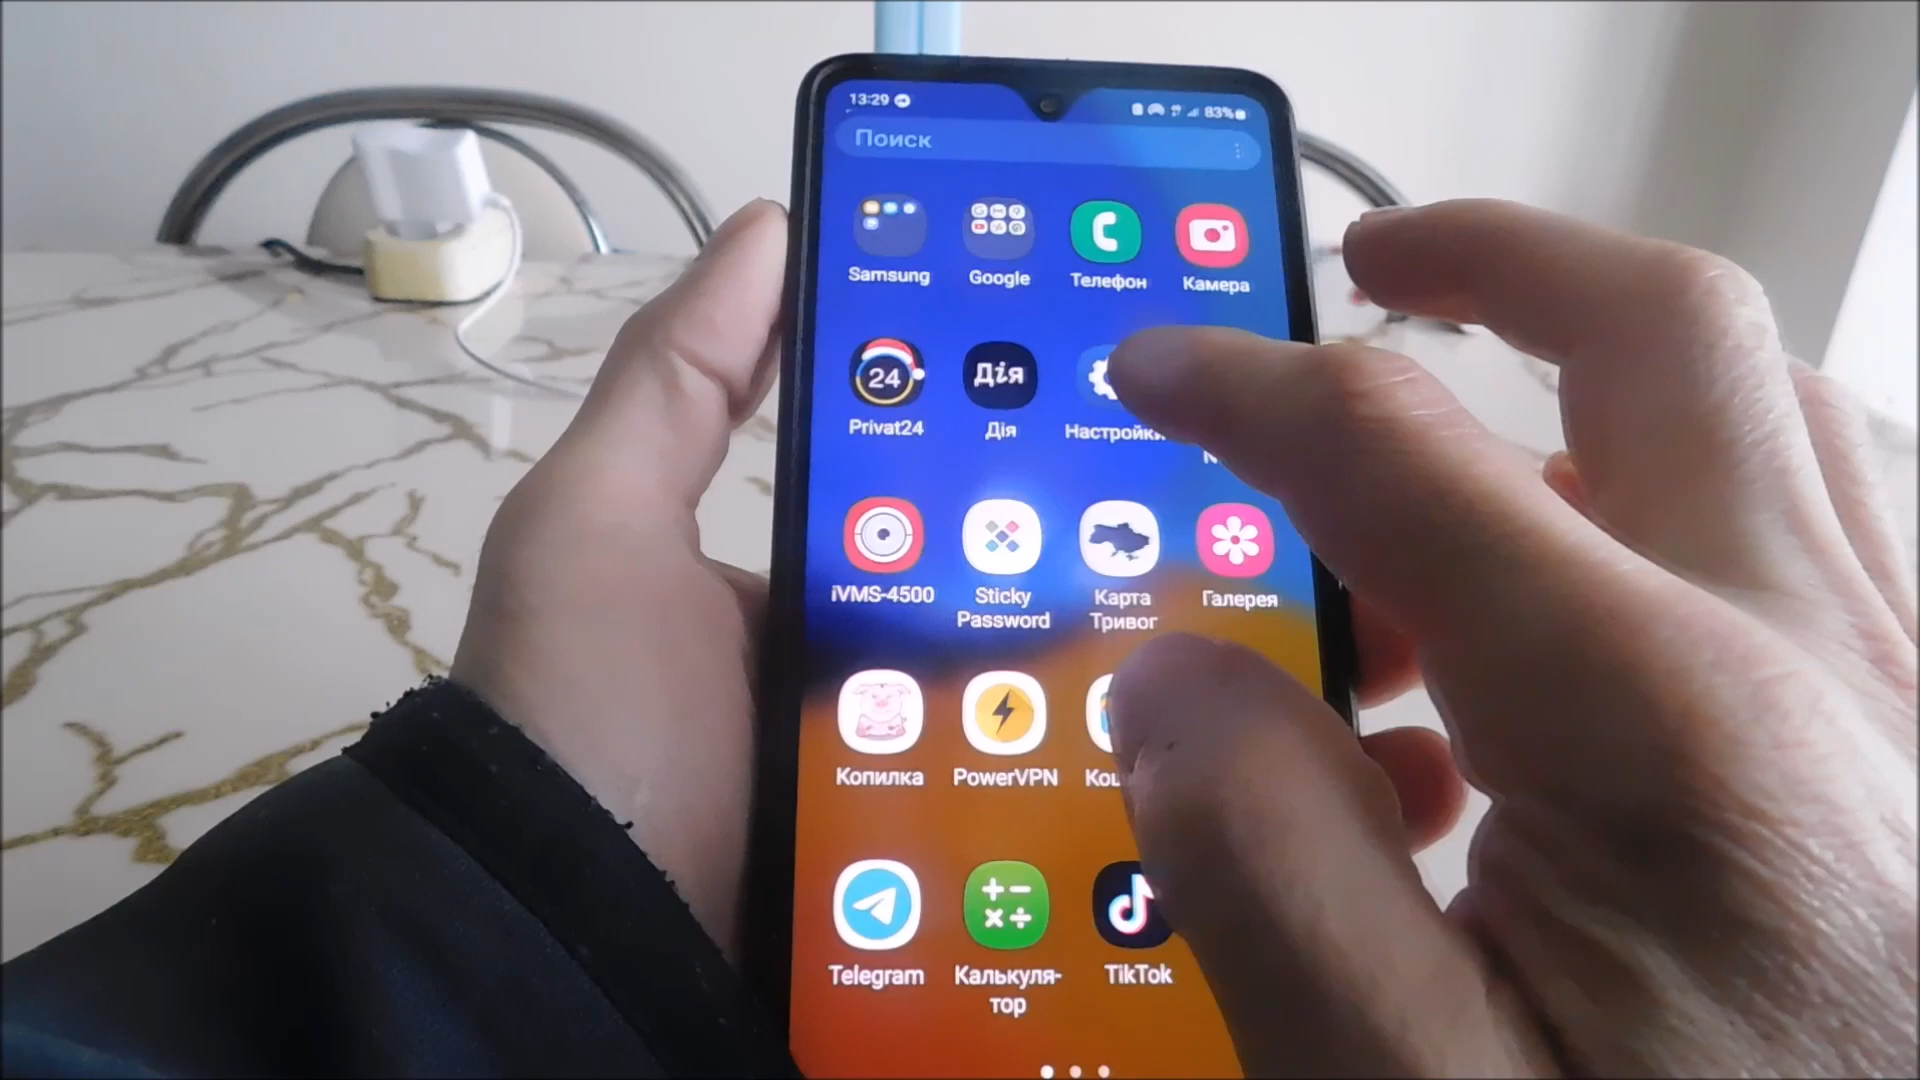 13:29
83%
Поиск
Samsung
Google
Телефон
Камера
24
Дія
Privat24
Дія
Настройки
iVMS-4500
Sticky
Password
Карта
Тривог
Галерея
Копилка
PowerVPN
Telegram
Калькуля-
тор
TikTok